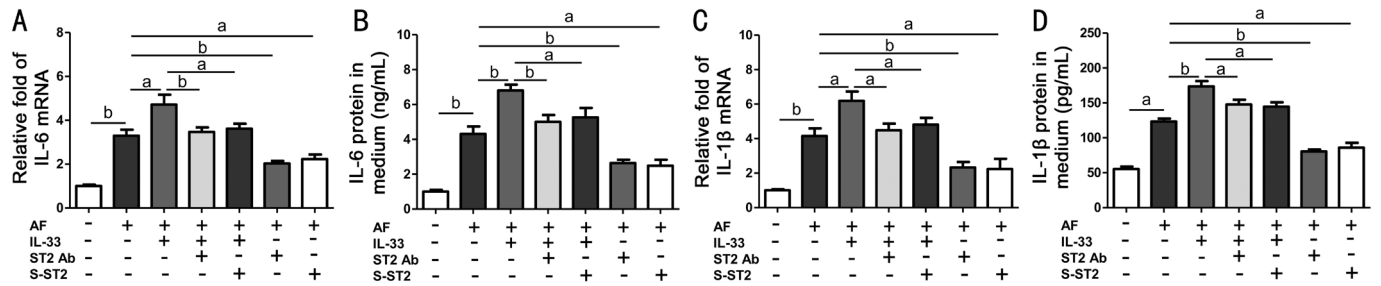 A
Relative fold of
IL-6 mRNA
8
6
4
2
0
a
b
a
a b
b
AF - + + + + + +
IL-33 - - + + + - -
ST2 Ab - - - + - + -
S-ST2 - - - - + - +
B
IL-6 protein in
medium (ng/mL)
10
8
6
4
2
0
a
b
a
b b
b
AF - + + + + + +
IL-33 - - + + + - -
ST2 Ab - - - + - + -
S-ST2 - - - - + - +
C
Relative fold of
IL-1β mRNA
10
8
6
4
2
0
a
b
a
a a
b
AF - + + + + + +
IL-33 - - + + + - -
ST2 Ab - - - + - + -
S-ST2 - - - - + - +
D
IL-1β protein in
medium (pg/mL)
250
200
150
100
50
0
a
b
a
b a
a
AF - + + + + + +
IL-33 - - + + + - -
ST2 Ab - - - + - + -
S-ST2 - - - - + - +